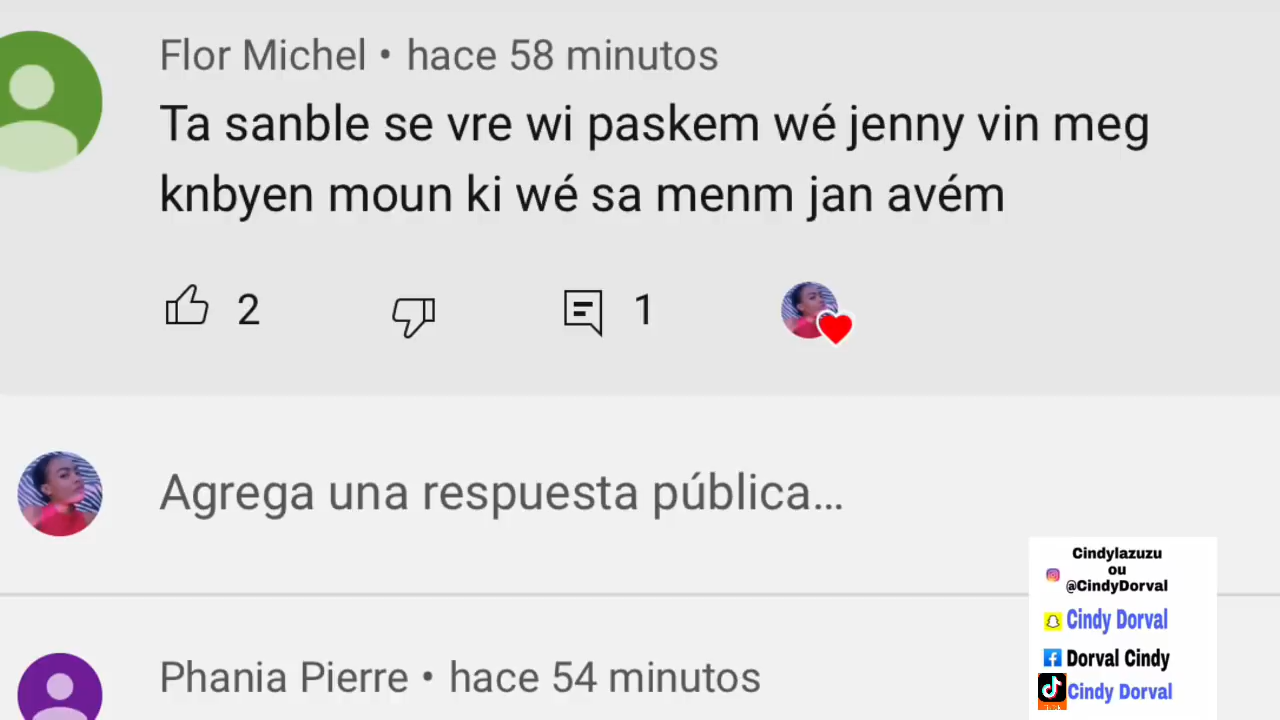 Flor Michel • hace 58 minutos
Ta sanble se vre wi paskem wé jenny vin meg
knbyen moun ki wé sa menm jan avém
2
1
Agrega una respuesta pública...
Cindylazuzu
ou
@CindyDorval
Cindy Dorval
Dorval Cindy
Cindy Dorval
Phania Pierre • hace 54 minutos